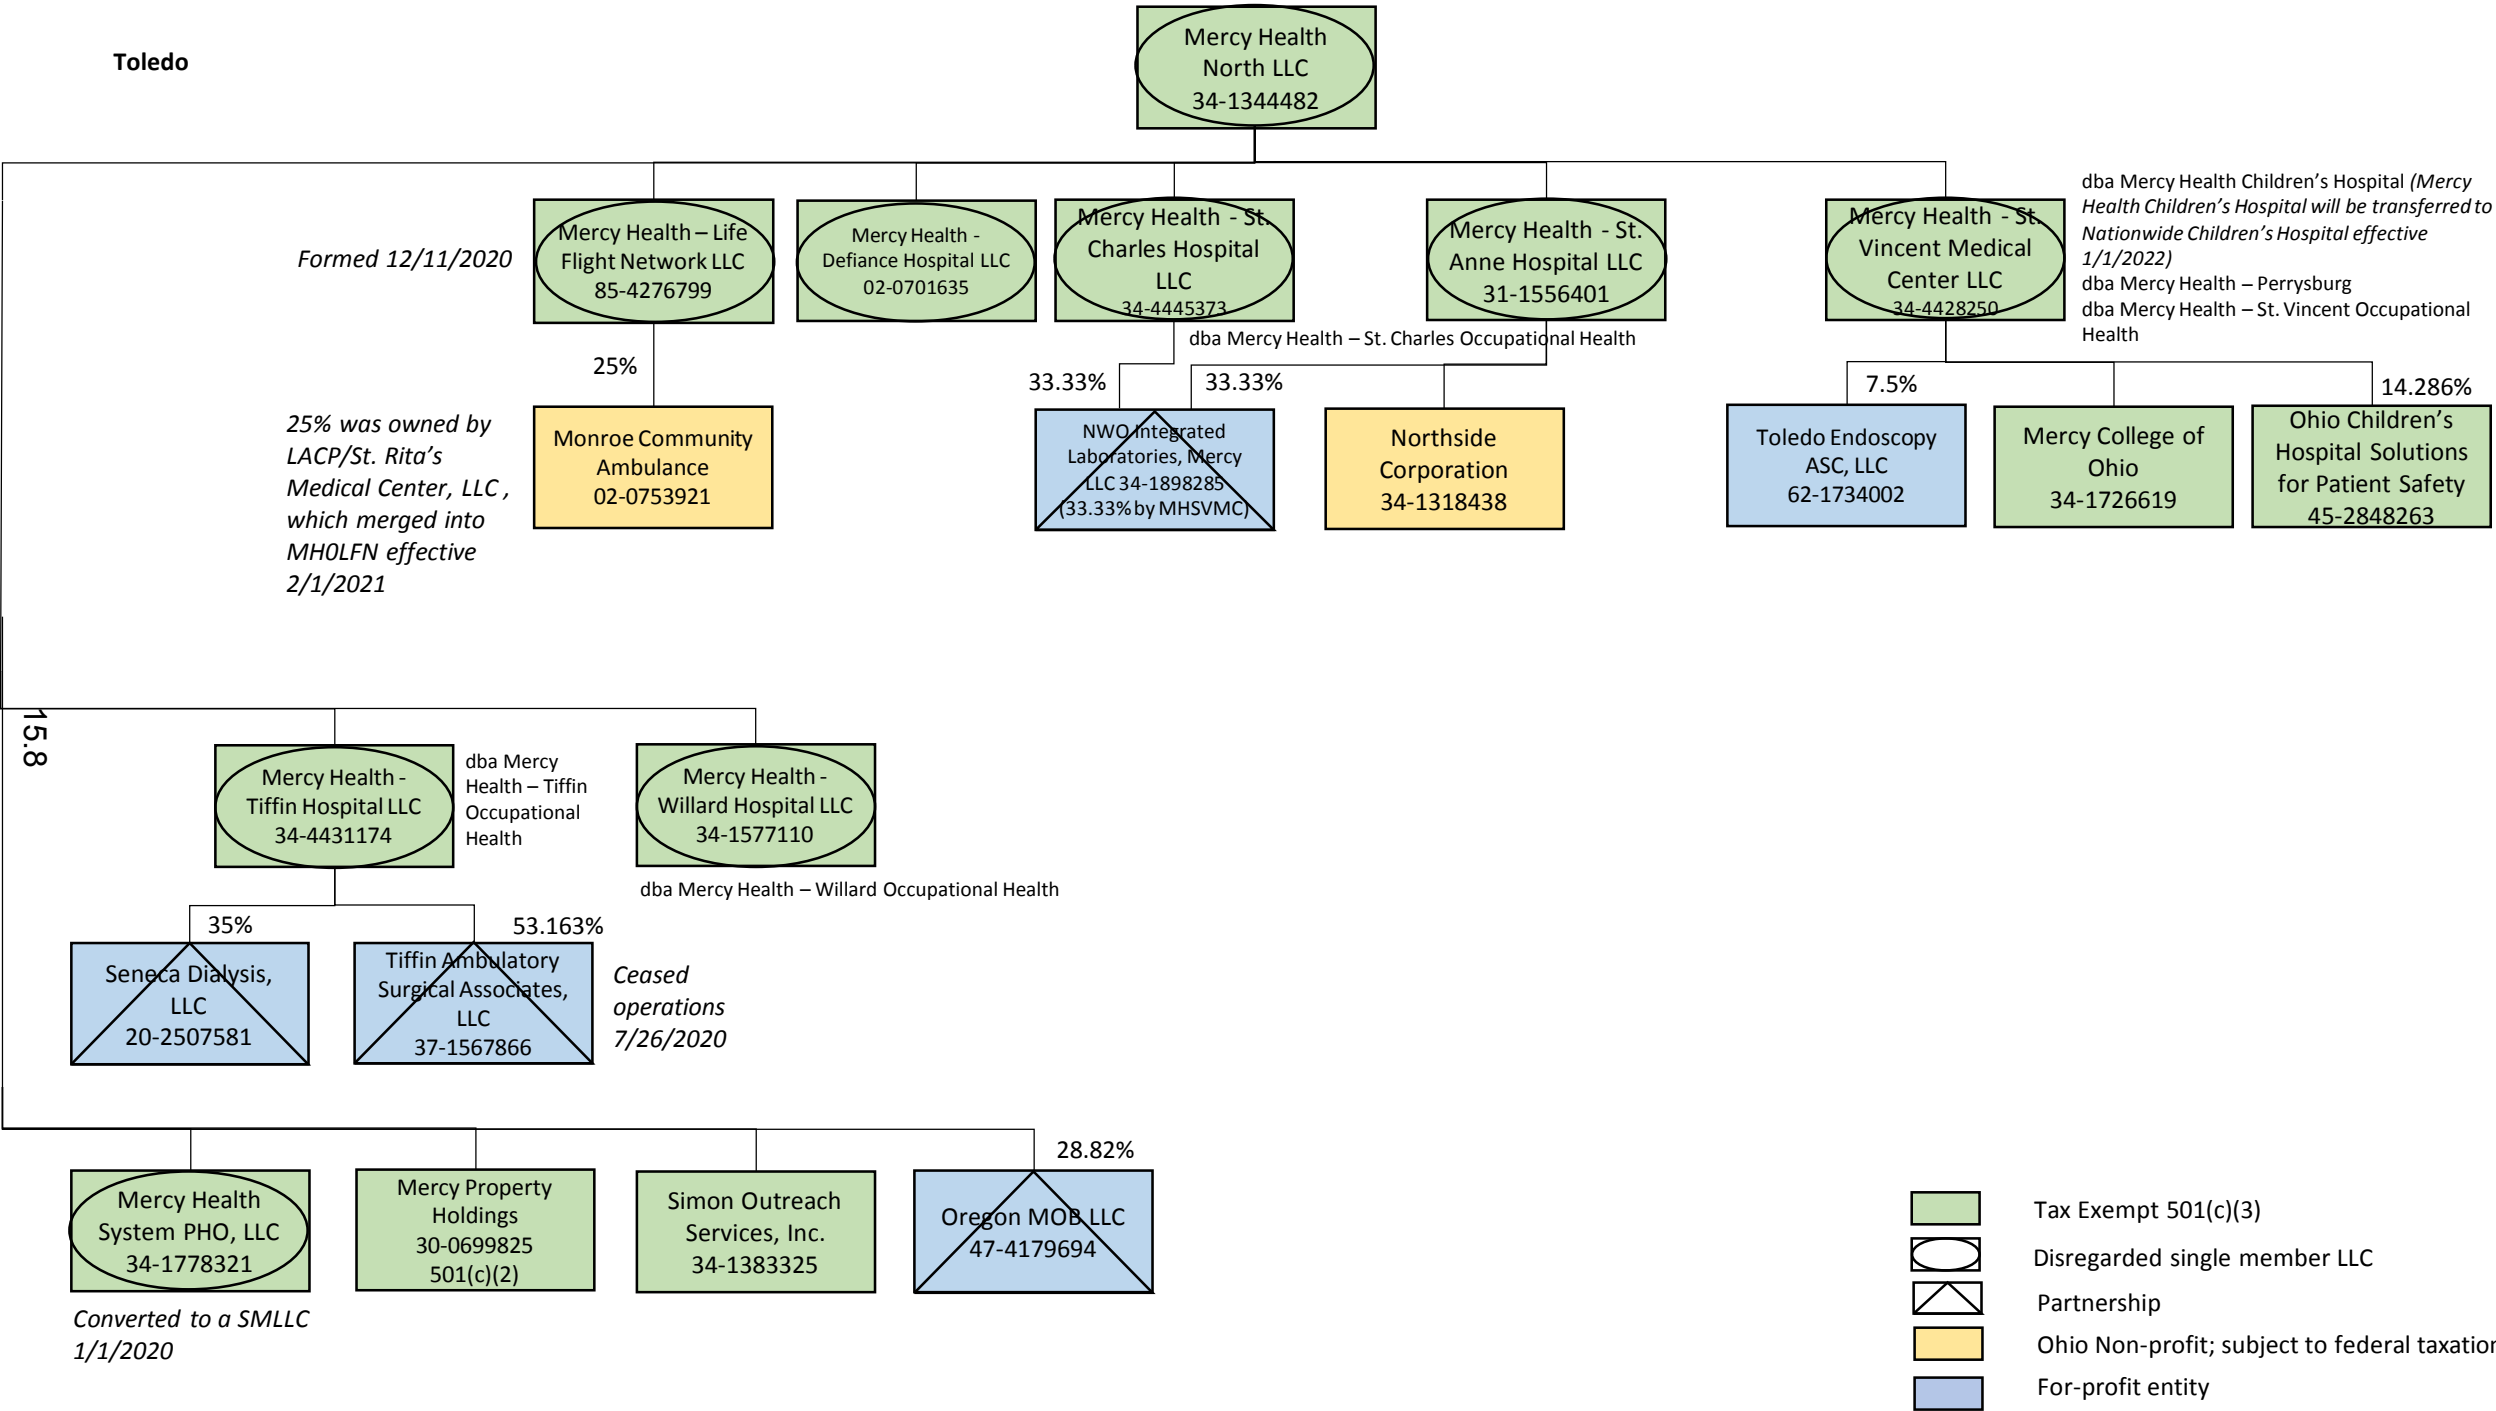 Toledo
Mercy Health
North LLC
34-1344482
Formed 12/11/2020
Mercy Health – Life
Flight Network LLC
85-4276799
Mercy Health -
Defiance Hospital LLC
02-0701635
Mercy Health - St.
Charles Hospital
LLC
34-4445373
Mercy Health - St.
Anne Hospital LLC
31-1556401
Mercy Health - St.
Vincent Medical
Center LLC
34-4428250
dba Mercy Health Children’s Hospital (Mercy
Health Children’s Hospital will be transferred to
Nationwide Children’s Hospital effective
1/1/2022)
dba Mercy Health – Perrysburg
dba Mercy Health – St. Vincent Occupational
Health
dba Mercy Health – St. Charles Occupational Health
25%
33.33%
33.33%
7.5%
14.286%
25% was owned by
LACP/St. Rita’s
Medical Center, LLC ,
which merged into
MH0LFN effective
2/1/2021
Monroe Community
Ambulance
02-0753921
NWO Integrated
Laboratories, Mercy
LLC 34-1898285
(33.33% by MHSVMC)
Northside
Corporation
34-1318438
Toledo Endoscopy
ASC, LLC
62-1734002
Mercy College of
Ohio
34-1726619
Ohio Children’s
Hospital Solutions
for Patient Safety
45-2848263
15.8
Mercy Health -
Tiffin Hospital LLC
34-4431174
dba Mercy
Health – Tiffin
Occupational
Health
Mercy Health -
Willard Hospital LLC
34-1577110
dba Mercy Health – Willard Occupational Health
35%
53.163%
Seneca Dialysis,
LLC
20-2507581
Tiffin Ambulatory
Surgical Associates,
LLC
37-1567866
Ceased
operations
7/26/2020
28.82%
Mercy Health
System PHO, LLC
34-1778321
Mercy Property
Holdings
30-0699825
501(c)(2)
Simon Outreach
Services, Inc.
34-1383325
Oregon MOB LLC
47-4179694
Converted to a SMLLC
1/1/2020
Tax Exempt 501(c)(3)
Disregarded single member LLC
Partnership
Ohio Non-profit; subject to federal taxation
For-profit entity